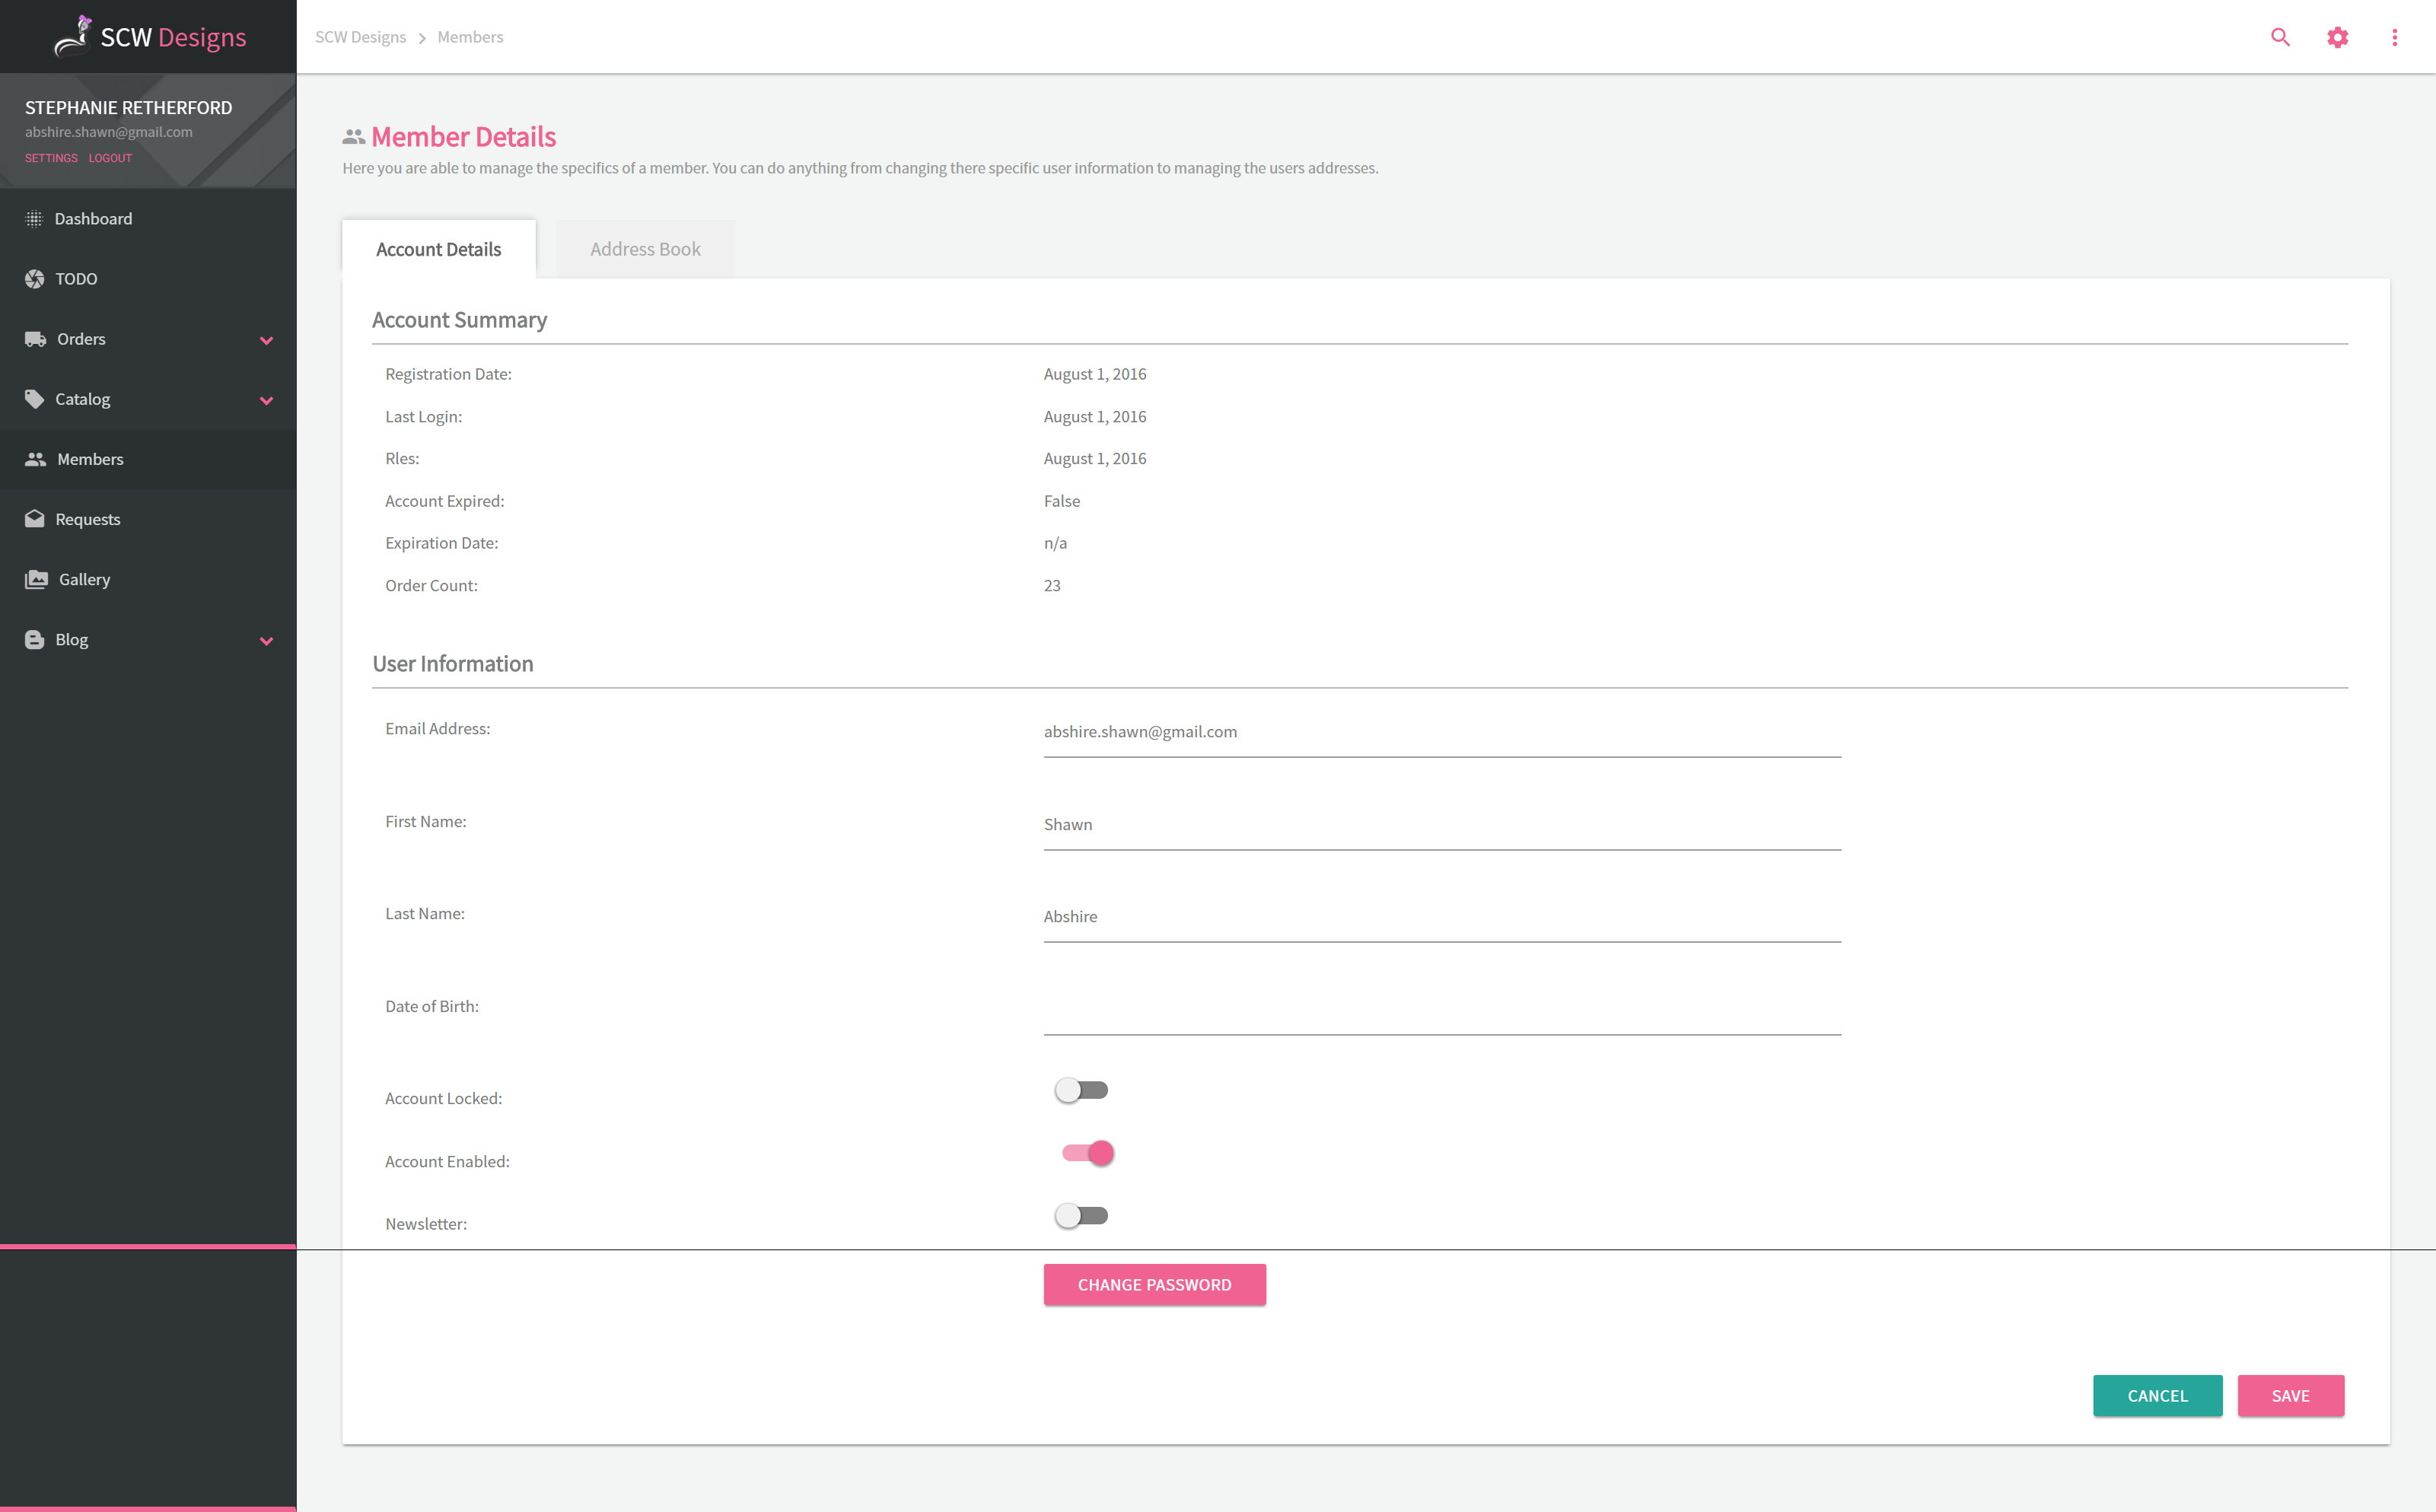 SCW Designs
STEPHANIE RETHERFORD
abshire.shawn@gmail.com
SETTINGS LOGOUT
Dashboard
TODO
Orders
Catalog
Members
Requests
Gallery
Blog
SCW Designs Members
Member Details
Here you are able to manage the specifics of a member. You can do anything from changing there specific user information to managing the users addresses.
Account Details Address Book
Account Summary
Registration Date: August 1, 2016
Last Login: August 1, 2016
Rles: August 1, 2016
Account Expired: False
Expiration Date: n/a
Order Count: 23
User Information
Email Address: abshire.shawn@gmail.com
First Name: Shawn
Last Name: Abshire
Date of Birth:
Account Locked:
Account Enabled:
Newsletter:
CHANGE PASSWORD
CANCEL SAVE